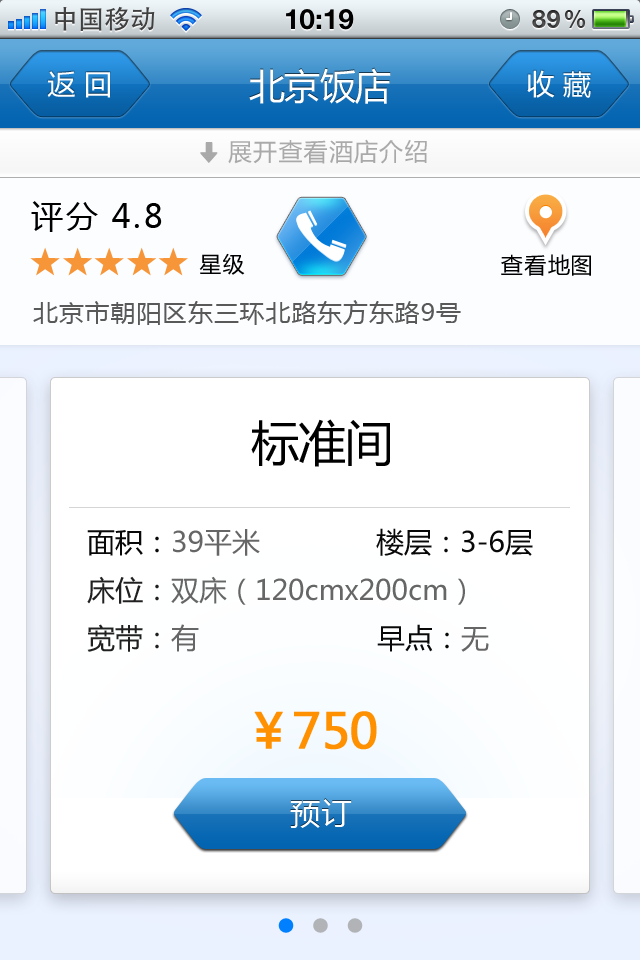 中国移动 10:19 89%
返回 北京饭店 收藏
展开查看酒店介绍
评分 4.8
星级 查看地图
北京市朝阳区东三环北路东方东路9号
标准间
面积：39平米 楼层：3-6层
床位：双床（120cmx200cm）
宽带：有 早点：无
¥750
预订